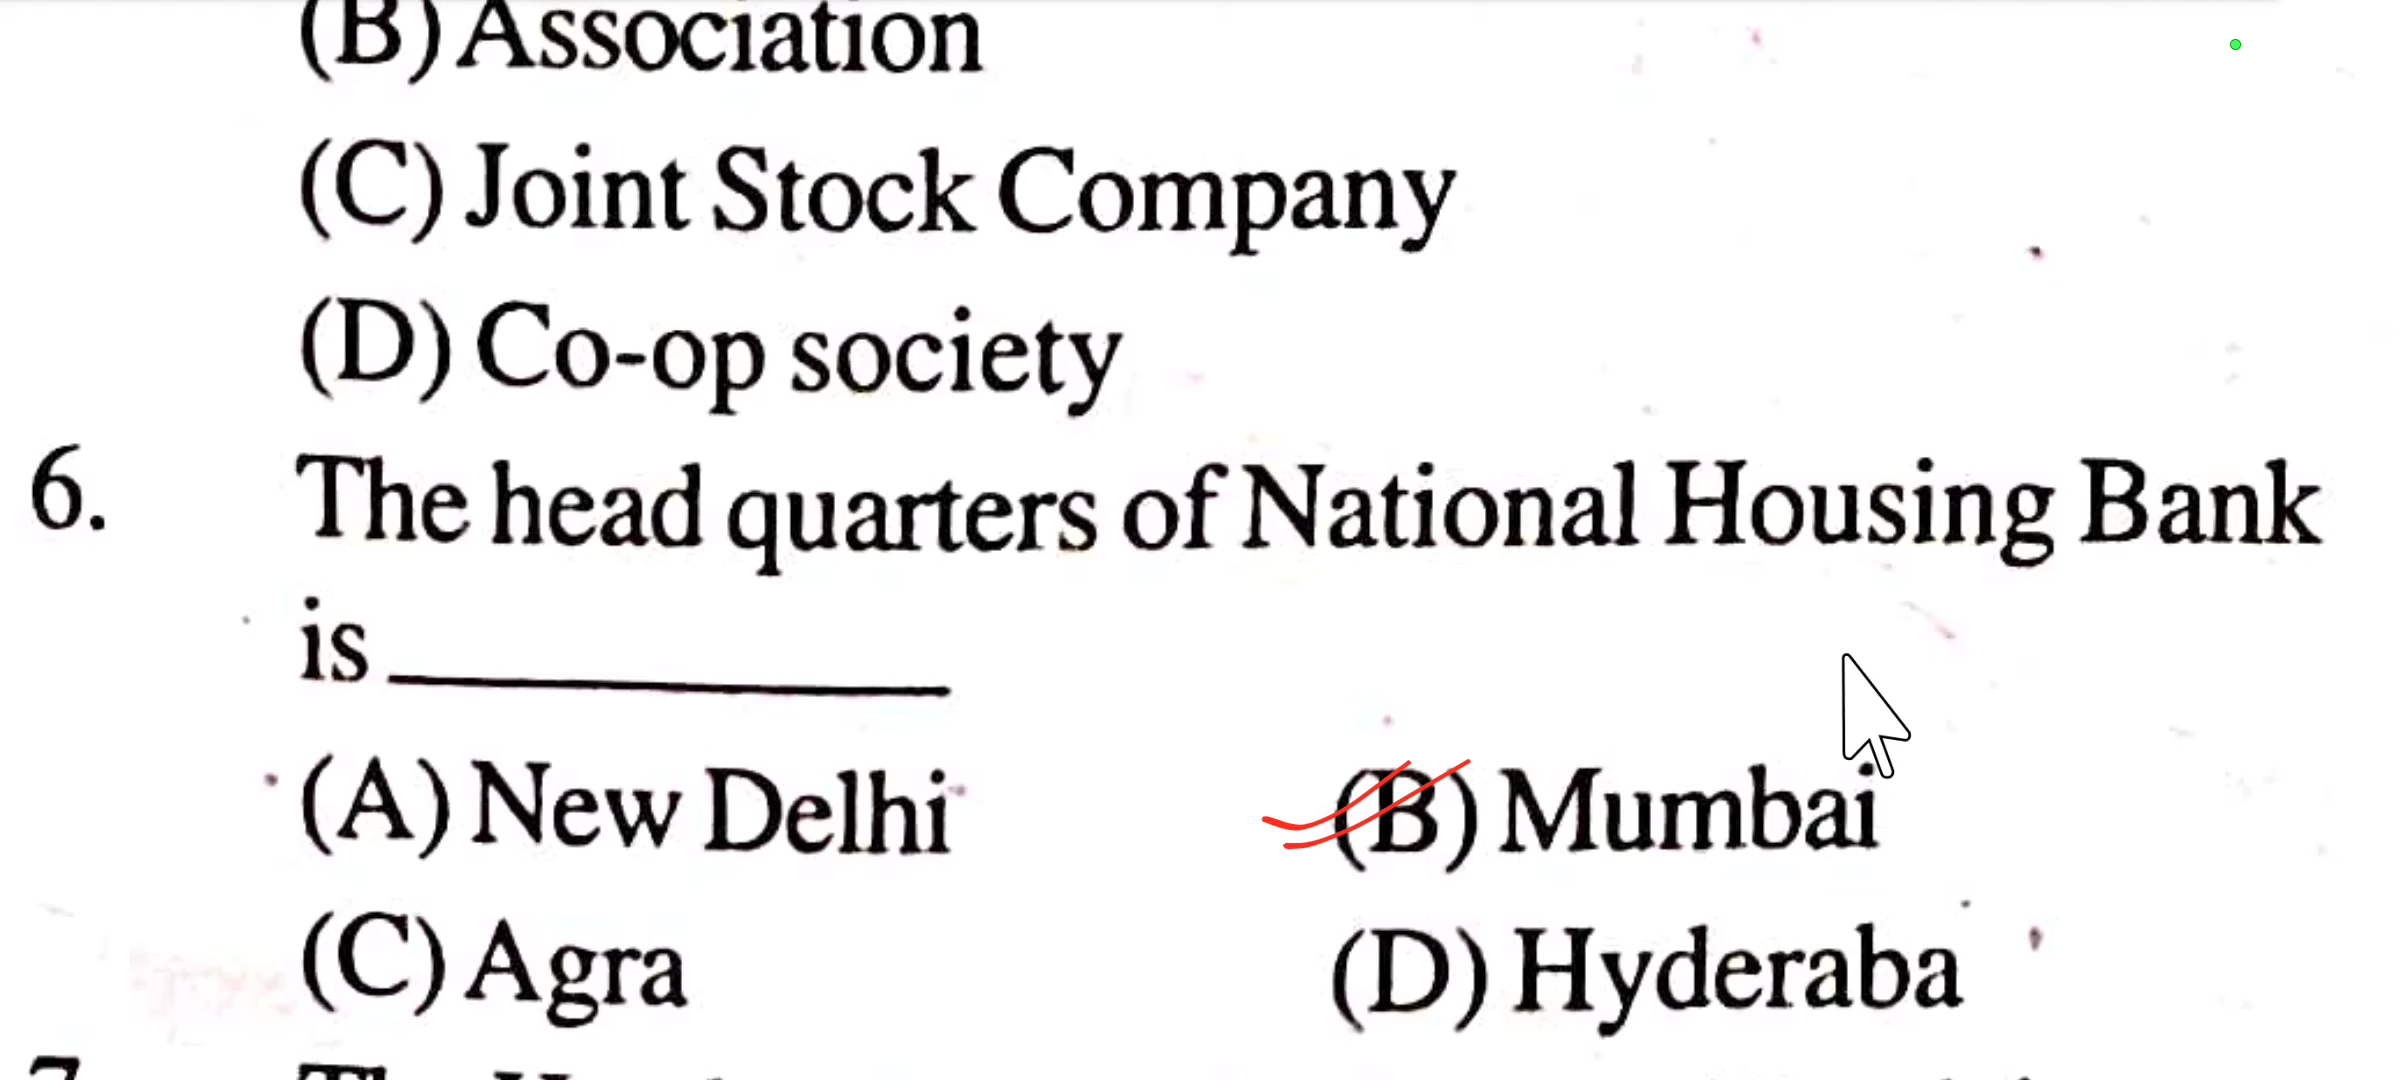 (B) Association
(C) Joint Stock Company
(D) Co-op society
6. The head quarters of National Housing Bank
is
(A) New Delhi (B) Mumbai
(C) Agra (D) Hyderaba
7.